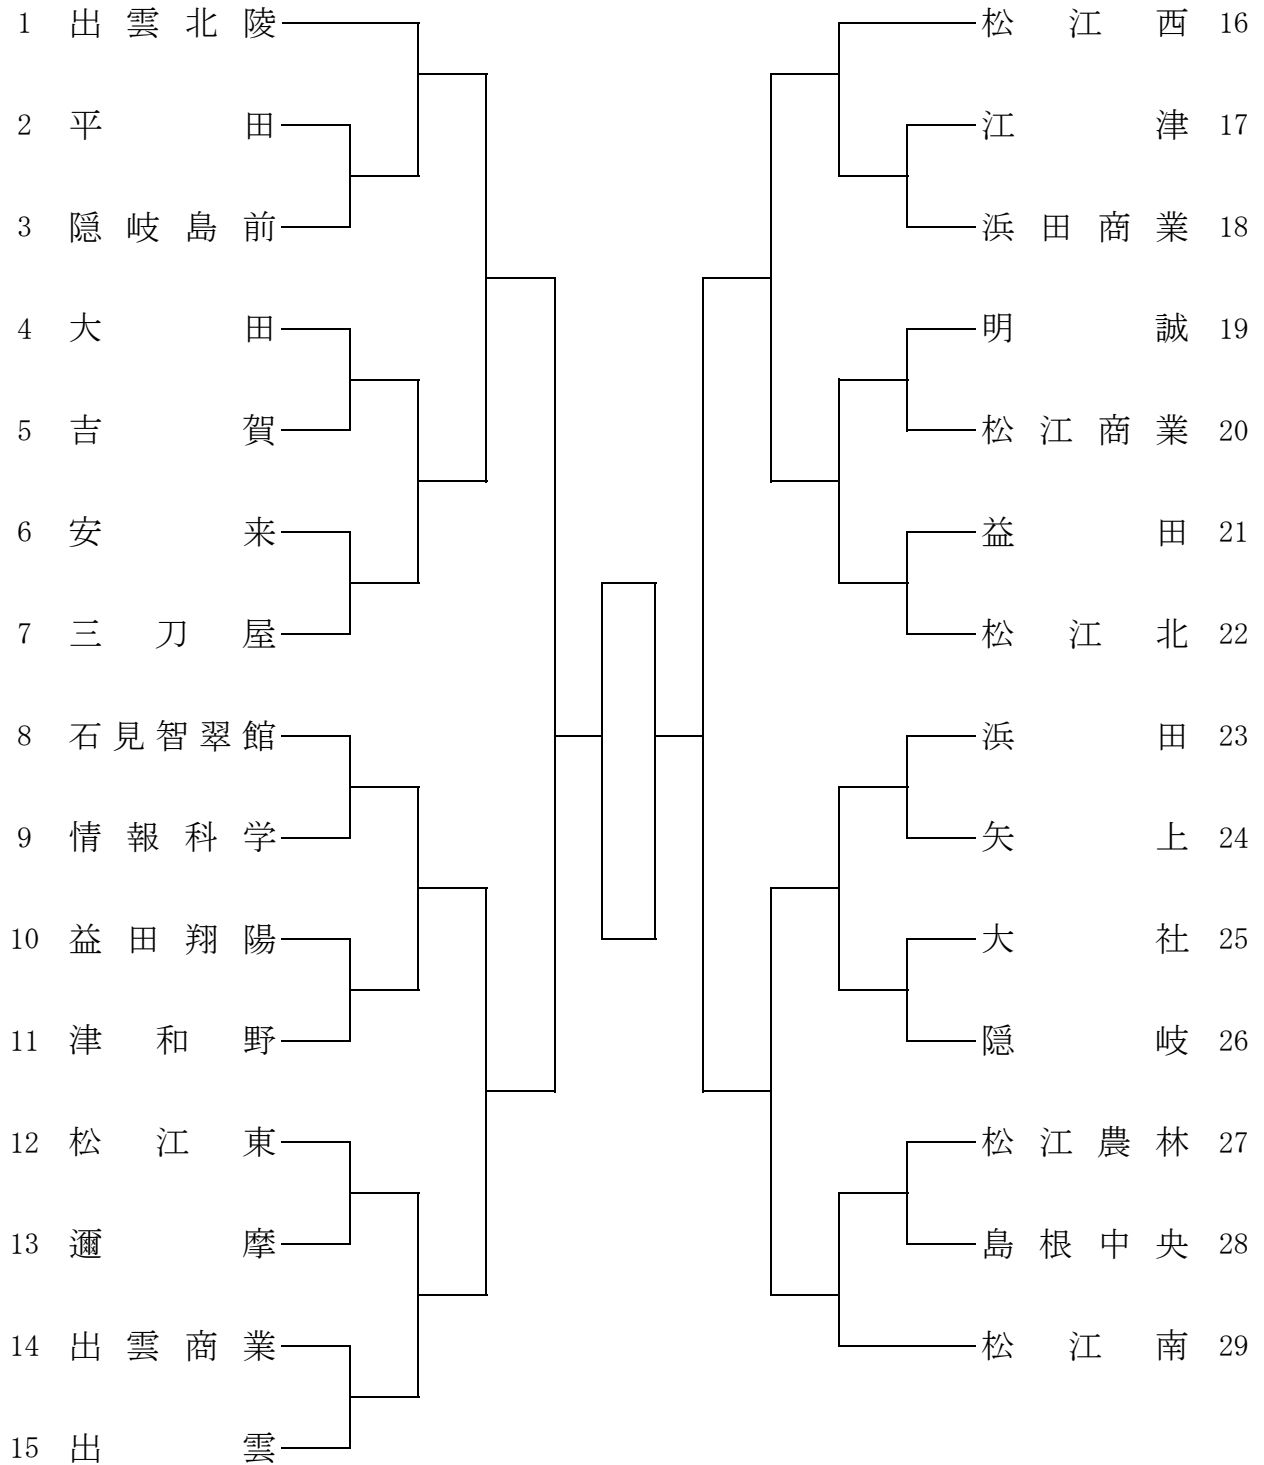 1 出雲北陵
2 平田
3 隠岐島前
4 大田
5 吉賀
6 安来
7 三刀屋
8 石見智翠館
9 情報科学
10 益田翔陽
11 津和野
12 松江東
13 邇摩
14 出雲商業
15 出雲
松江西 16
江津 17
浜田商業 18
明誠 19
松江商業 20
益田 21
松江北 22
浜田 23
矢上 24
大社 25
隠岐 26
松江農林 27
島根中央 28
松江南 29